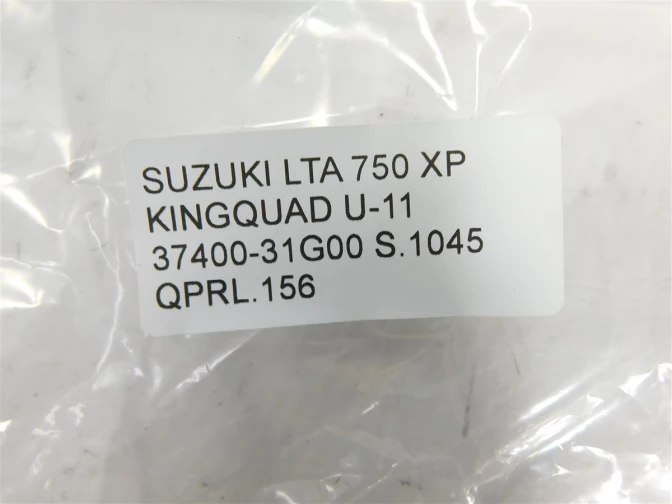 SUZUKI LTA 750 XP
KINGQUAD U-11
37400-31G00 S.1045
QPRL.156